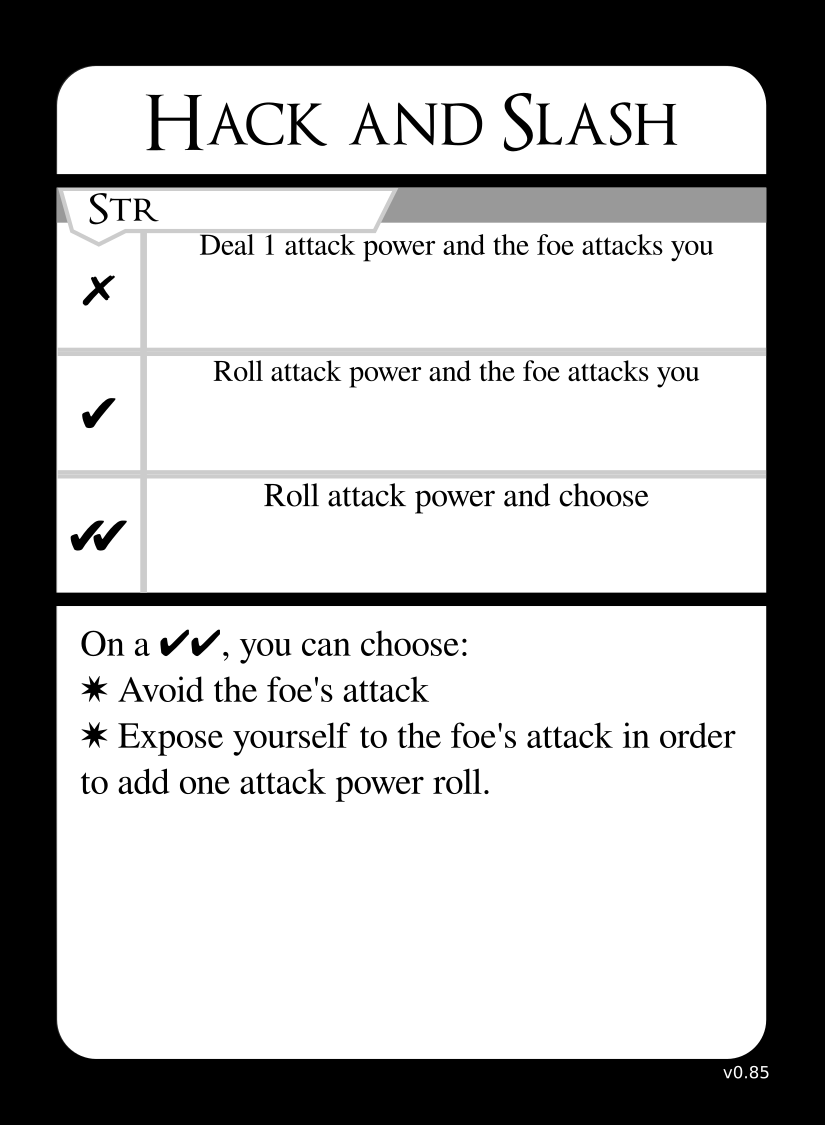 Hack and Slash
Str
✗ Deal 1 attack power and the foe attacks you
✔ Roll attack power and the foe attacks you
✔✔ Roll attack power and choose
On a ✔✔, you can choose:
✷ Avoid the foe's attack
✷ Expose yourself to the foe's attack in order
to add one attack power roll.
v0.85